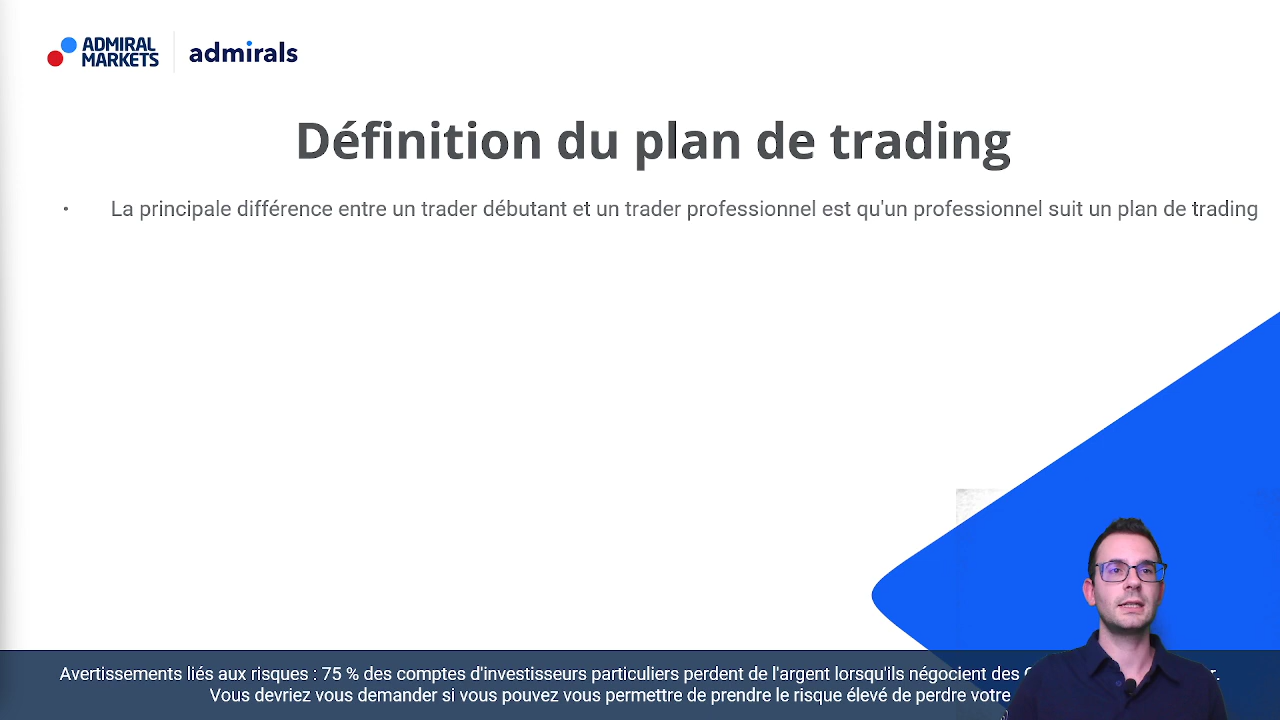 ADMIRAL
MARKETS
admirals
Définition du plan de trading
• La principale différence entre un trader débutant et un trader professionnel est qu'un professionnel suit un plan de trading
Avertissements liés aux risques : 75 % des comptes d'investisseurs particuliers perdent de l'argent lorsqu'ils négocient des
Vous devriez vous demander si vous pouvez vous permettre de prendre le risque élevé de perdre votre